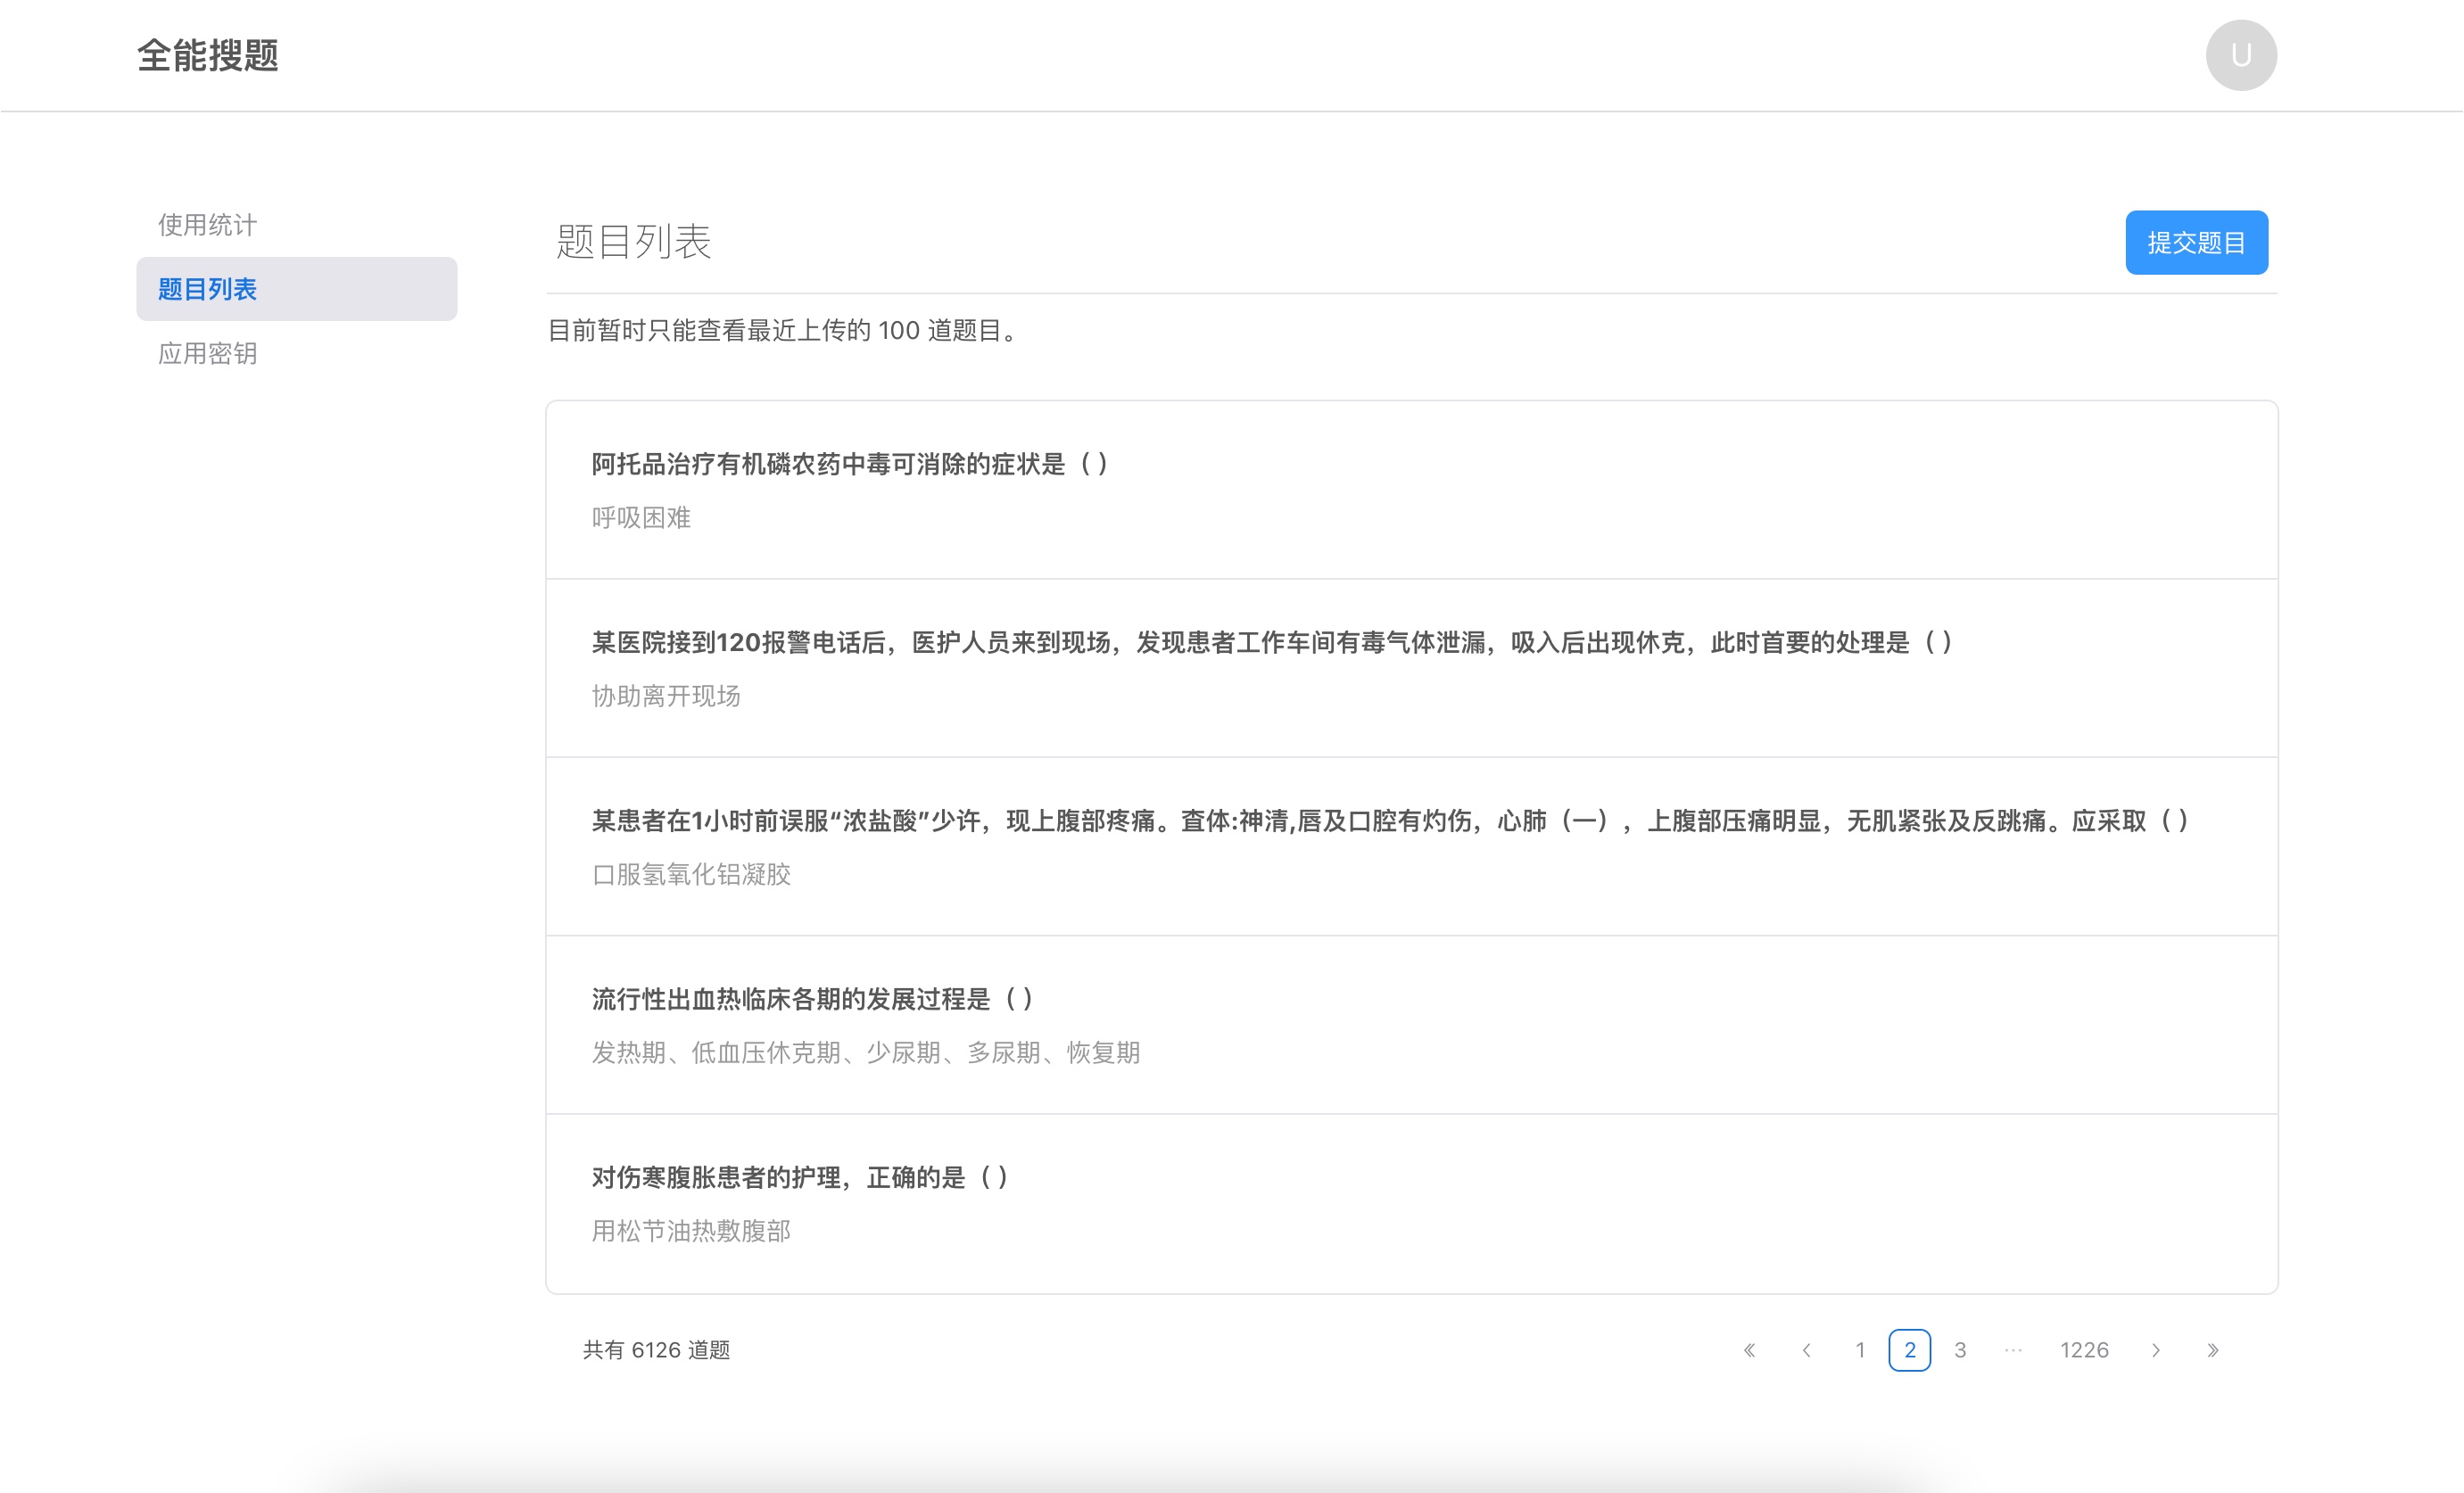 全能搜题
U
使用统计
题目列表
应用密钥
题目列表
提交题目
目前暂时只能查看最近上传的 100 道题目。
阿托品治疗有机磷农药中毒可消除的症状是（ ）
呼吸困难
某医院接到120报警电话后，医护人员来到现场，发现患者工作车间有毒气体泄漏，吸入后出现休克，此时首要的处理是（ ）
协助离开现场
某患者在1小时前误服“浓盐酸”少许，现上腹部疼痛。査体:神清,唇及口腔有灼伤，心肺（一），上腹部压痛明显，无肌紧张及反跳痛。应采取（ ）
口服氢氧化铝凝胶
流行性出血热临床各期的发展过程是（ ）
发热期、低血压休克期、少尿期、多尿期、恢复期
对伤寒腹胀患者的护理，正确的是（ ）
用松节油热敷腹部
共有 6126 道题
« ‹ 1 2 3 ··· 1226 › »